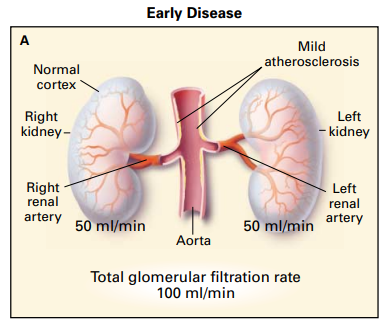 Early Disease
A
Mild
atherosclerosis
Normal
cortex
Right
kidney
Left
kidney
Right
renal
artery
Left
renal
artery
50 ml/min
50 ml/min
Aorta
Total glomerular filtration rate
100 ml/min